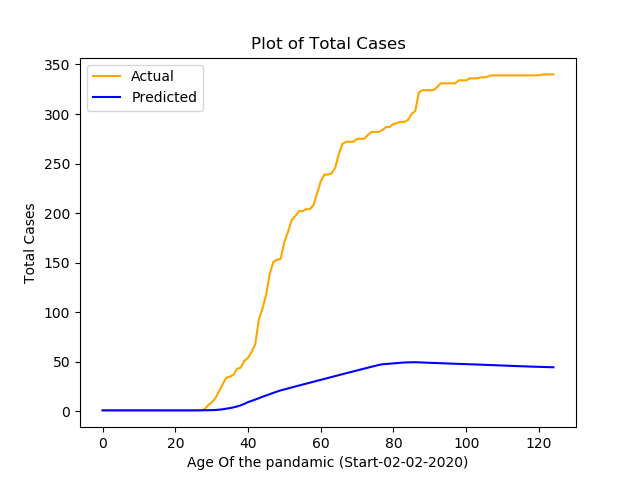 Plot of Total Cases
Actual
Predicted
350
300
250
200
150
100
50
0
Total Cases
0 20 40 60 80 100 120
Age Of the pandamic (Start-02-02-2020)